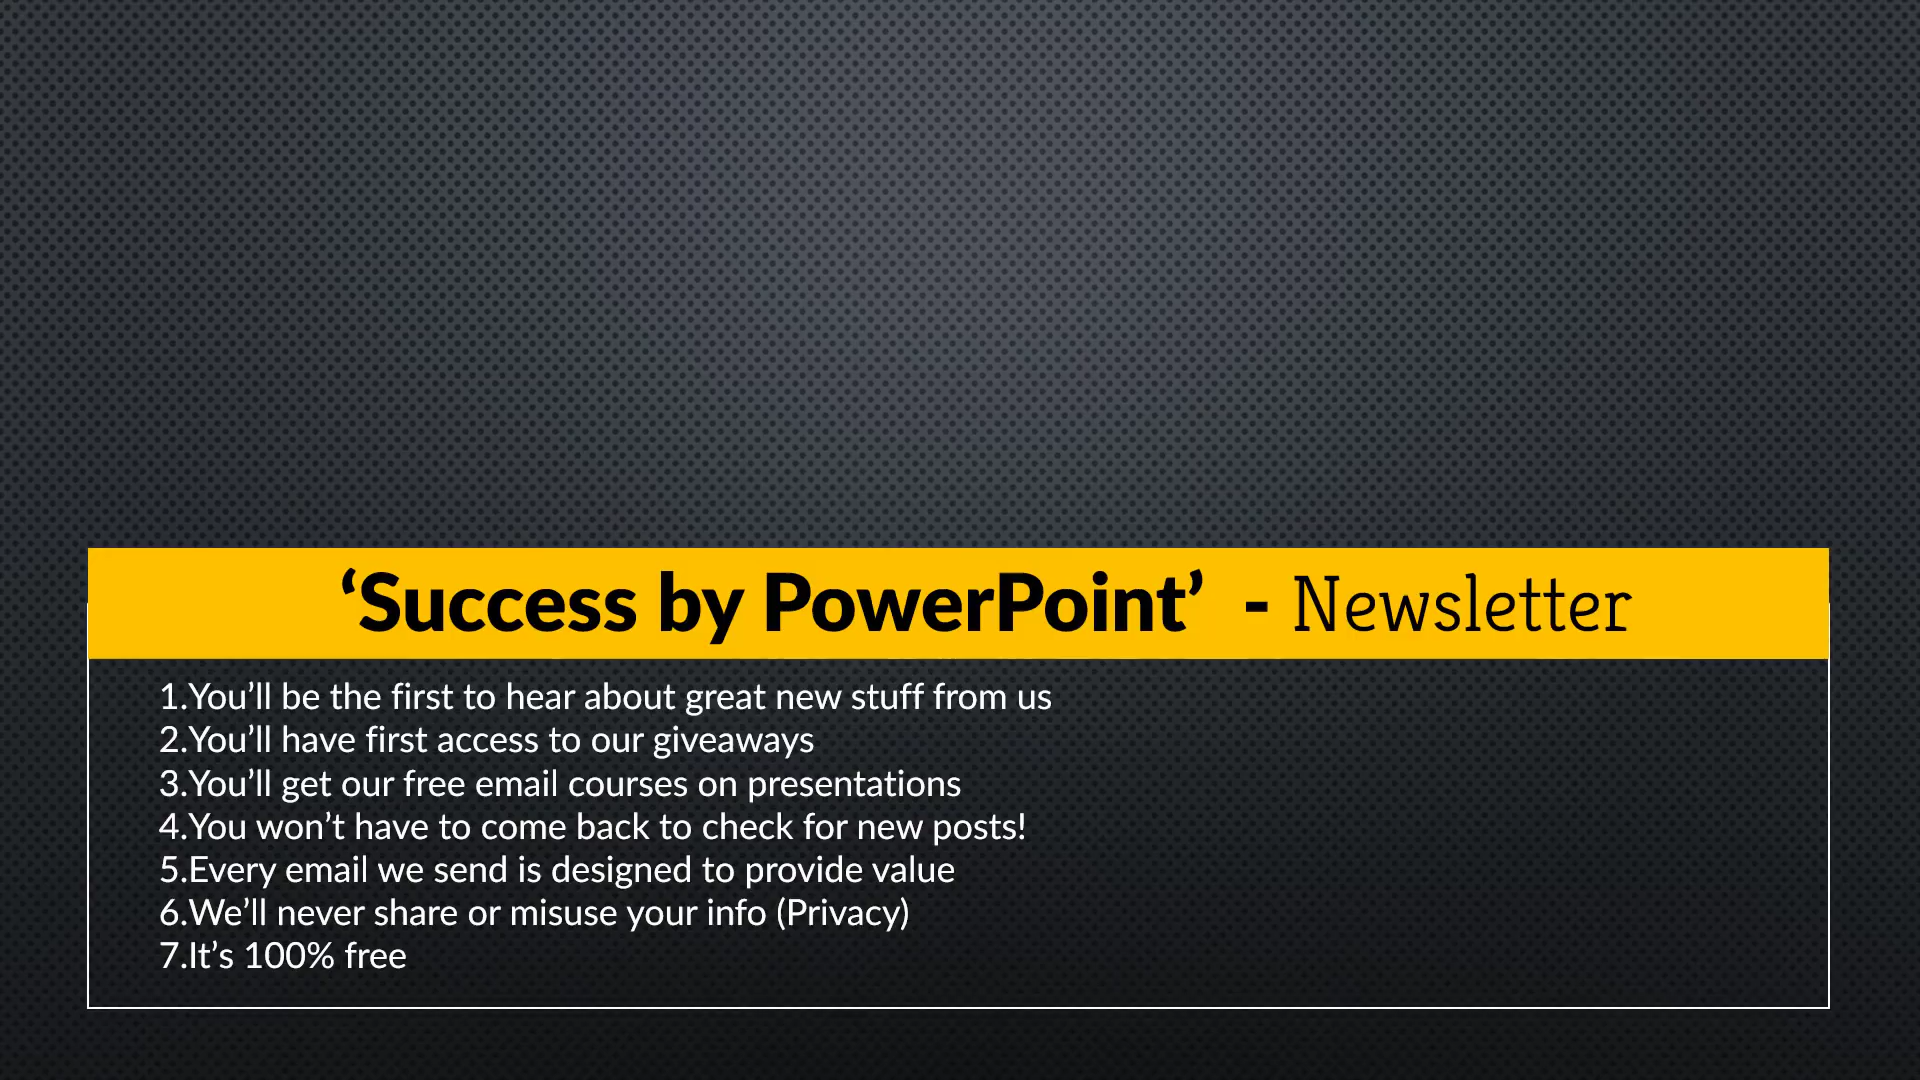 ‘Success by PowerPoint’ - Newsletter
1.You’ll be the first to hear about great new stuff from us
2.You’ll have first access to our giveaways
3.You’ll get our free email courses on presentations
4.You won’t have to come back to check for new posts!
5.Every email we send is designed to provide value
6.We’ll never share or misuse your info (Privacy)
7.It’s 100% free